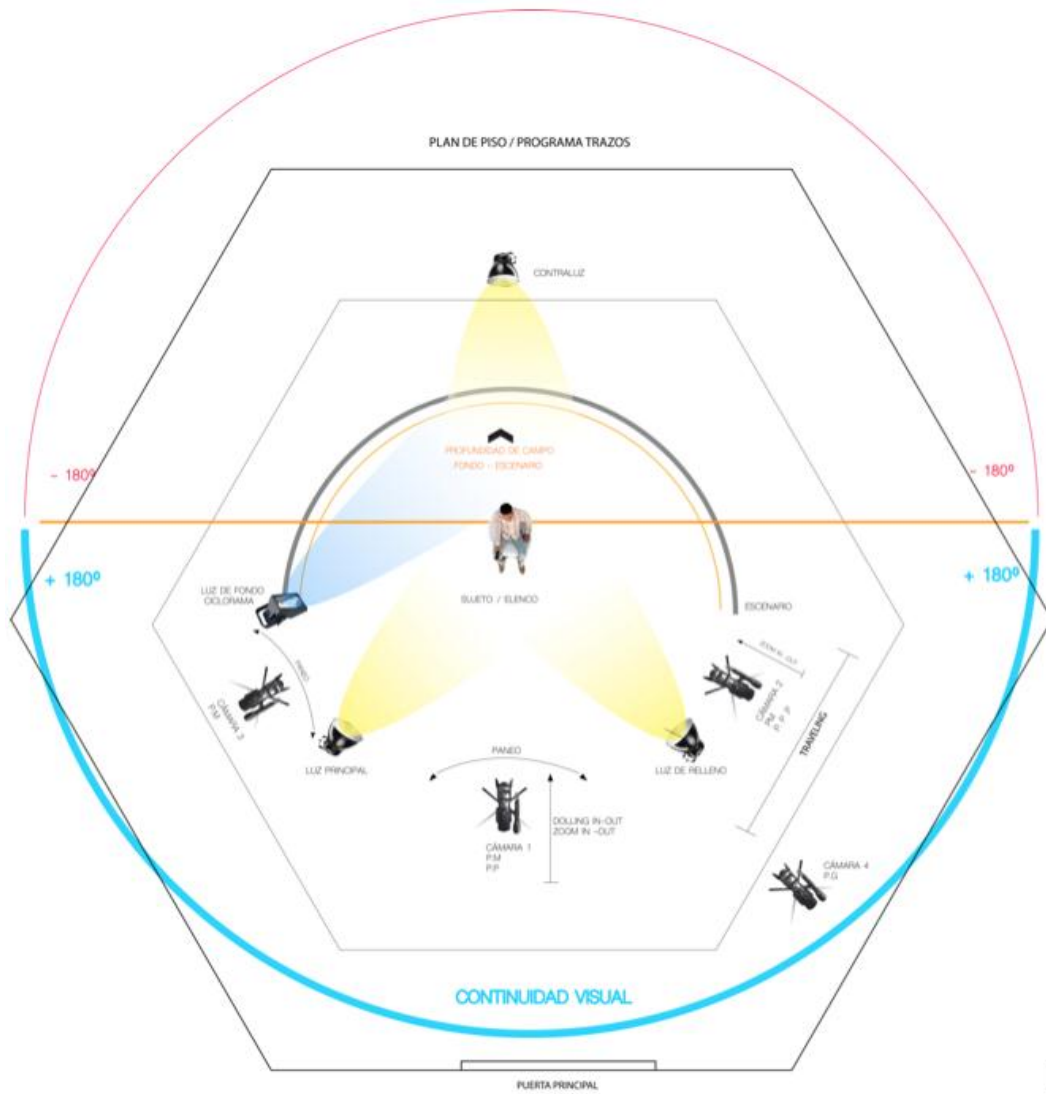 PLAN DE PISO / PROGRAMA TRAZOS
CONTRALUZ
PROFUNDIDAD DE CAMPO
FONDO - ESCENARIO
- 180º
- 180º
+ 180º
+ 180º
LUZ DE FONDO
CICLORAMA
SUJETO / ELENCO
ESCENARIO
ZOOM IN -OUT
PANEO
CÁMARA 3
P.M
CÁMARA 2
PM
P. P. P
TRAVELING
LUZ PRINCIPAL
PANEO
LUZ DE RELLENO
DOLLING IN-OUT
ZOOM IN -OUT
CÁMARA 1
P.M
P.P
CÁMARA 4
P.G
CONTINUIDAD VISUAL
PUERTA PRINCIPAL